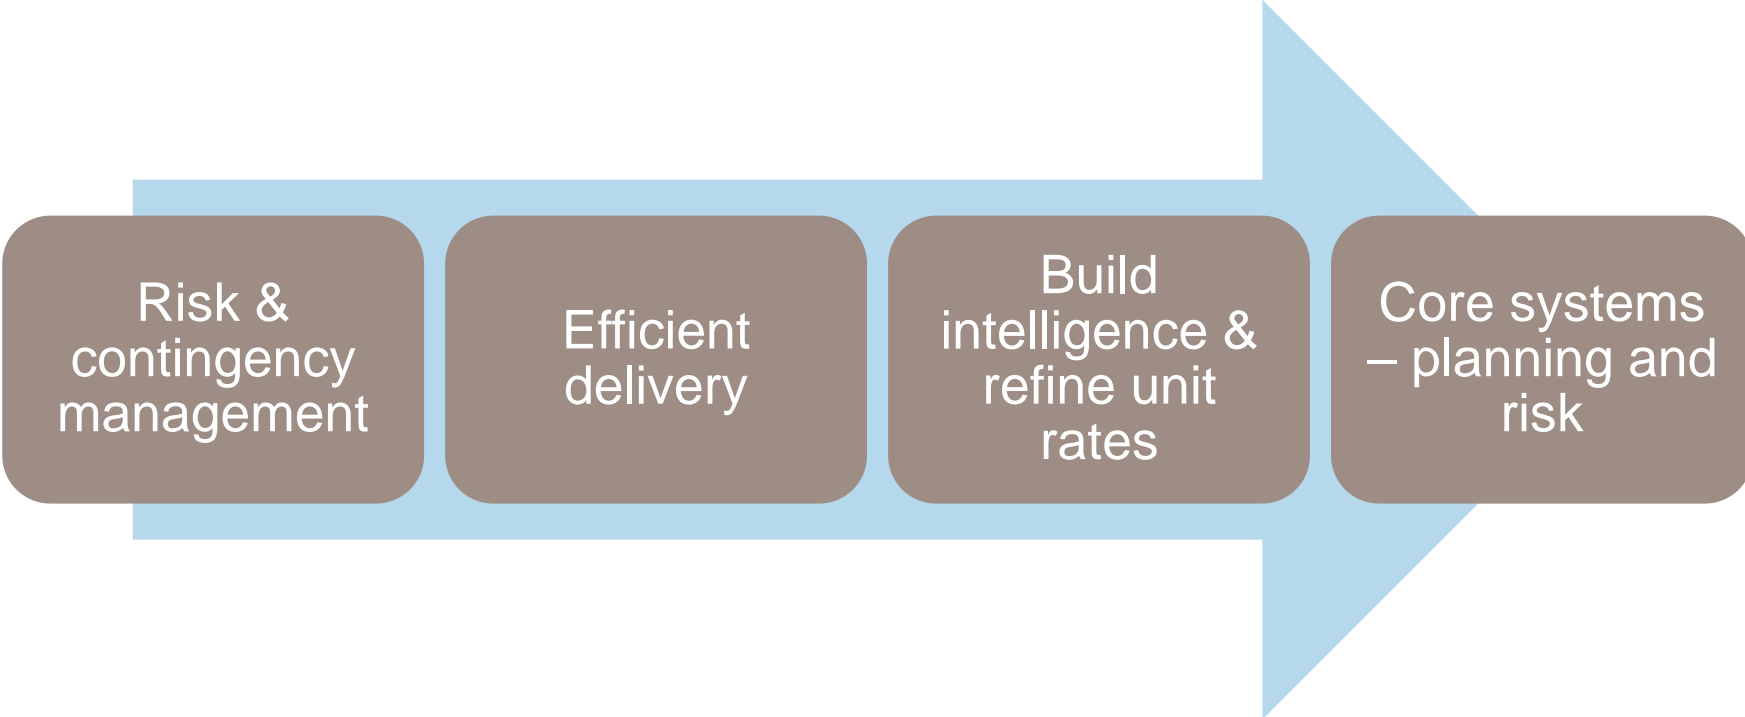 Risk &
contingency
management
Efficient
delivery
Build
intelligence &
refine unit
rates
Core systems
– planning and
risk